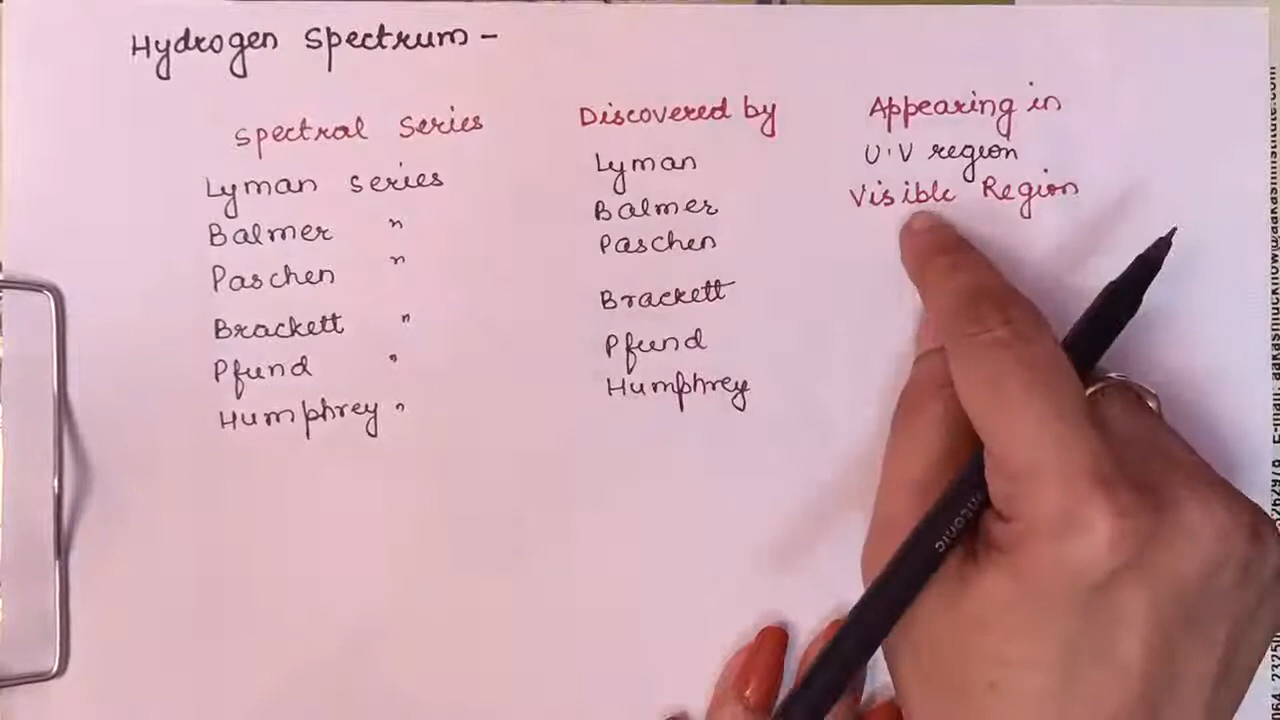 Hydrogen Spectrum -
Spectral Series Discovered by Appearing in
Lyman Series Lyman U.V region
Balmer " Balmer Visible Region
Paschen " Paschen
Brackett " Brackett
Pfund " Pfund
Humphrey " Humphrey